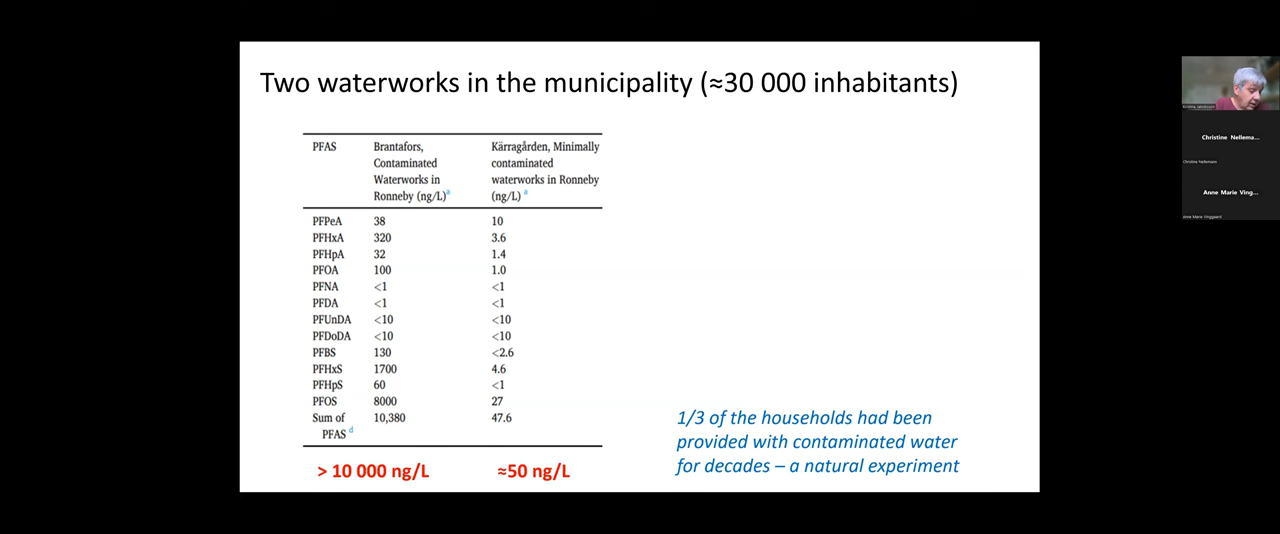 Two waterworks in the municipality (≈30 000 inhabitants)
PFAS Brantafors, Kärragården, Minimally
Contaminated contaminated
Waterworks in waterworks in Ronneby
Ronneby (ng/L)a (ng/L) a
PFPeA 38 10
PFHxA 320 3.6
PFHpA 32 1.4
PFOA 100 1.0
PFNA <1 <1
PFDA <1 <1
PFUnDA <10 <10
PFDoDA <10 <10
PFBS 130 <2.6
PFHxS 1700 4.6
PFHpS 60 <1
PFOS 8000 27
Sum of 10,380 47.6
PFAS d
> 10 000 ng/L ≈50 ng/L
1/3 of the households had been
provided with contaminated water
for decades – a natural experiment
Kristina Jakobsson
Christine Nellema...
Christine Nellemann
Anne Marie Ving...
Anne Marie Vinggaard